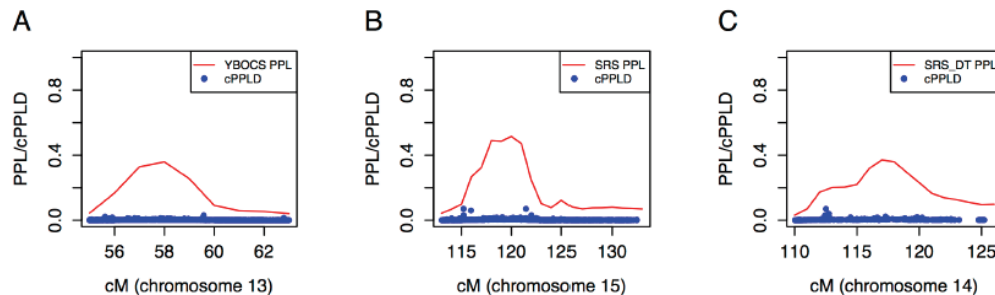 A
PPL/cPPLD
0.0 0.4 0.8
YBOCS PPL
cPPLD
56 58 60 62
cM (chromosome 13)
B
PPL/cPPLD
0.0 0.4 0.8
SRS PPL
cPPLD
115 120 125 130
cM (chromosome 15)
C
PPL/cPPLD
0.0 0.4 0.8
SRS_DT PPL
cPPLD
110 115 120 125
cM (chromosome 14)